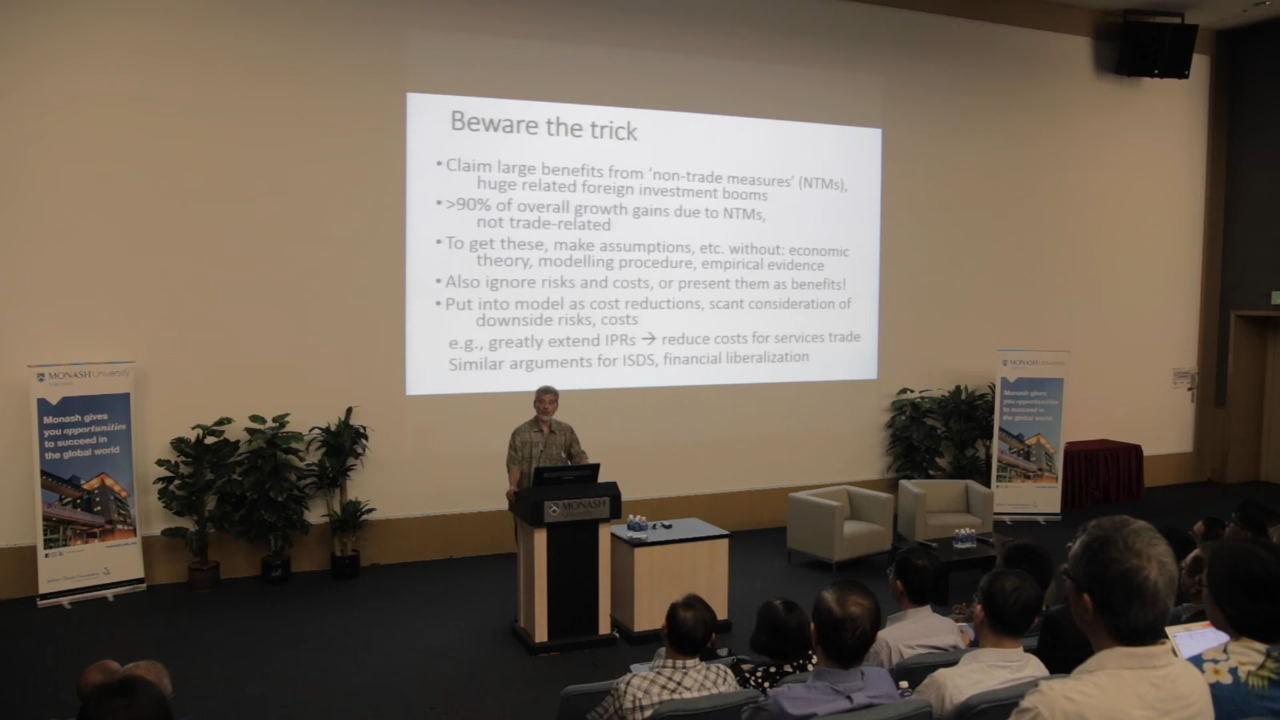 Beware the trick
• Claim large benefits from ‘non-trade measures’ (NTMs),
huge related foreign investment booms
• >90% of overall growth gains due to NTMs,
not trade-related
• To get these, make assumptions, etc. without: economic
theory, modelling procedure, empirical evidence
• Also ignore risks and costs, or present them as benefits!
• Put into model as cost reductions, scant consideration of
downside risks, costs
e.g., greatly extend IPRs → reduce costs for services trade
Similar arguments for ISDS, financial liberalization
MONASH University
Monash gives
you opportunities
to succeed in
the global world
MONASH
MONASH University
Monash gives
you opportunities
to succeed in
the global world